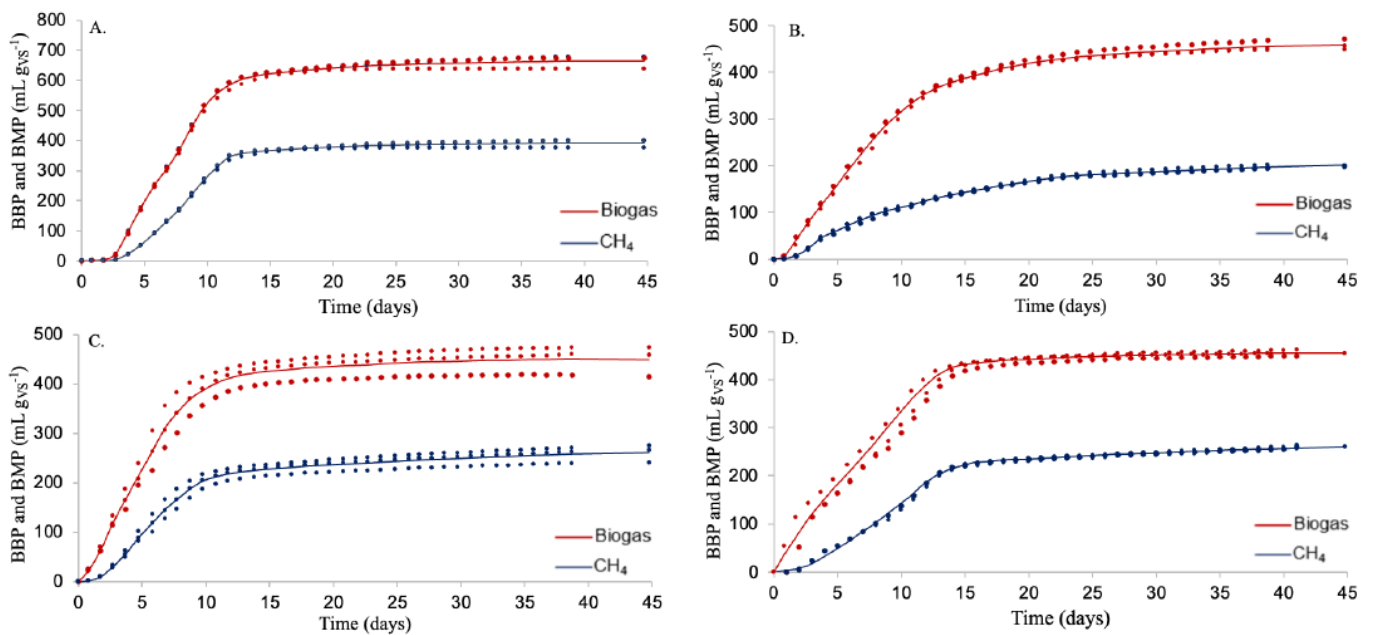 A.
BBP and BMP (mL gvs⁻¹)
800
700
600
500
400
300
200
100
0
Biogas
CH₄
0 5 10 15 20 25 30 35 40 45
Time (days)
B.
BBP and BMP (mL gvs⁻¹)
500
400
300
200
100
0
Biogas
CH₄
0 5 10 15 20 25 30 35 40 45
Time (days)
C.
BBP and BMP (mL gvs⁻¹)
500
400
300
200
100
0
Biogas
CH₄
0 5 10 15 20 25 30 35 40 45
Time (days)
D.
BBP and BMP (mL gvs⁻¹)
500
400
300
200
100
0
Biogas
CH₄
0 5 10 15 20 25 30 35 40 45
Time (days)